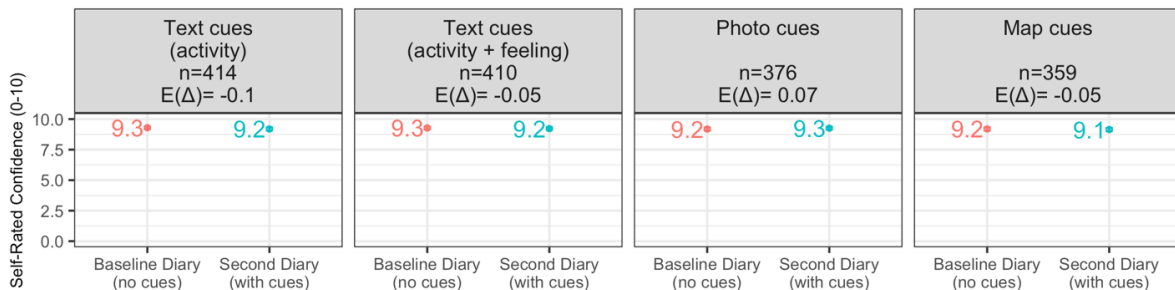 Text cues
(activity)
n=414
E(Δ)= -0.1
Text cues
(activity + feeling)
n=410
E(Δ)= -0.05
Photo cues
n=376
E(Δ)= 0.07
Map cues
n=359
E(Δ)= -0.05
Self-Rated Confidence (0-10)
10.0
7.5
5.0
2.5
0.0
9.3
9.2
9.3
9.2
9.2
9.3
9.2
9.1
Baseline Diary
(no cues)
Second Diary
(with cues)
Baseline Diary
(no cues)
Second Diary
(with cues)
Baseline Diary
(no cues)
Second Diary
(with cues)
Baseline Diary
(no cues)
Second Diary
(with cues)